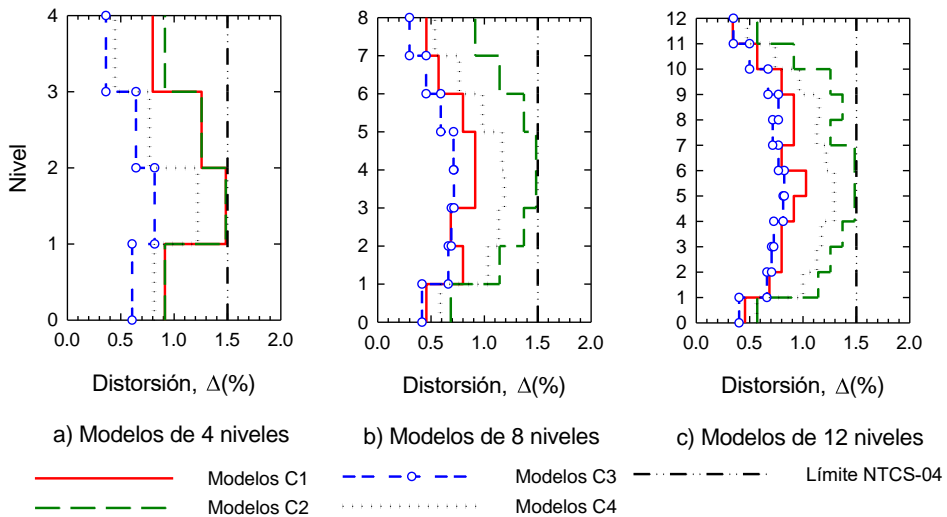 Nivel
4
3
2
1
0
0.0 0.5 1.0 1.5 2.0
Distorsión, Δ(%)
a) Modelos de 4 niveles
8
7
6
5
4
3
2
1
0
0.0 0.5 1.0 1.5 2.0
Distorsión, Δ(%)
b) Modelos de 8 niveles
12
11
10
9
8
7
6
5
4
3
2
1
0
0.0 0.5 1.0 1.5 2.0
Distorsión, Δ(%)
c) Modelos de 12 niveles
Modelos C1
Modelos C2
Modelos C3
Modelos C4
Límite NTCS-04